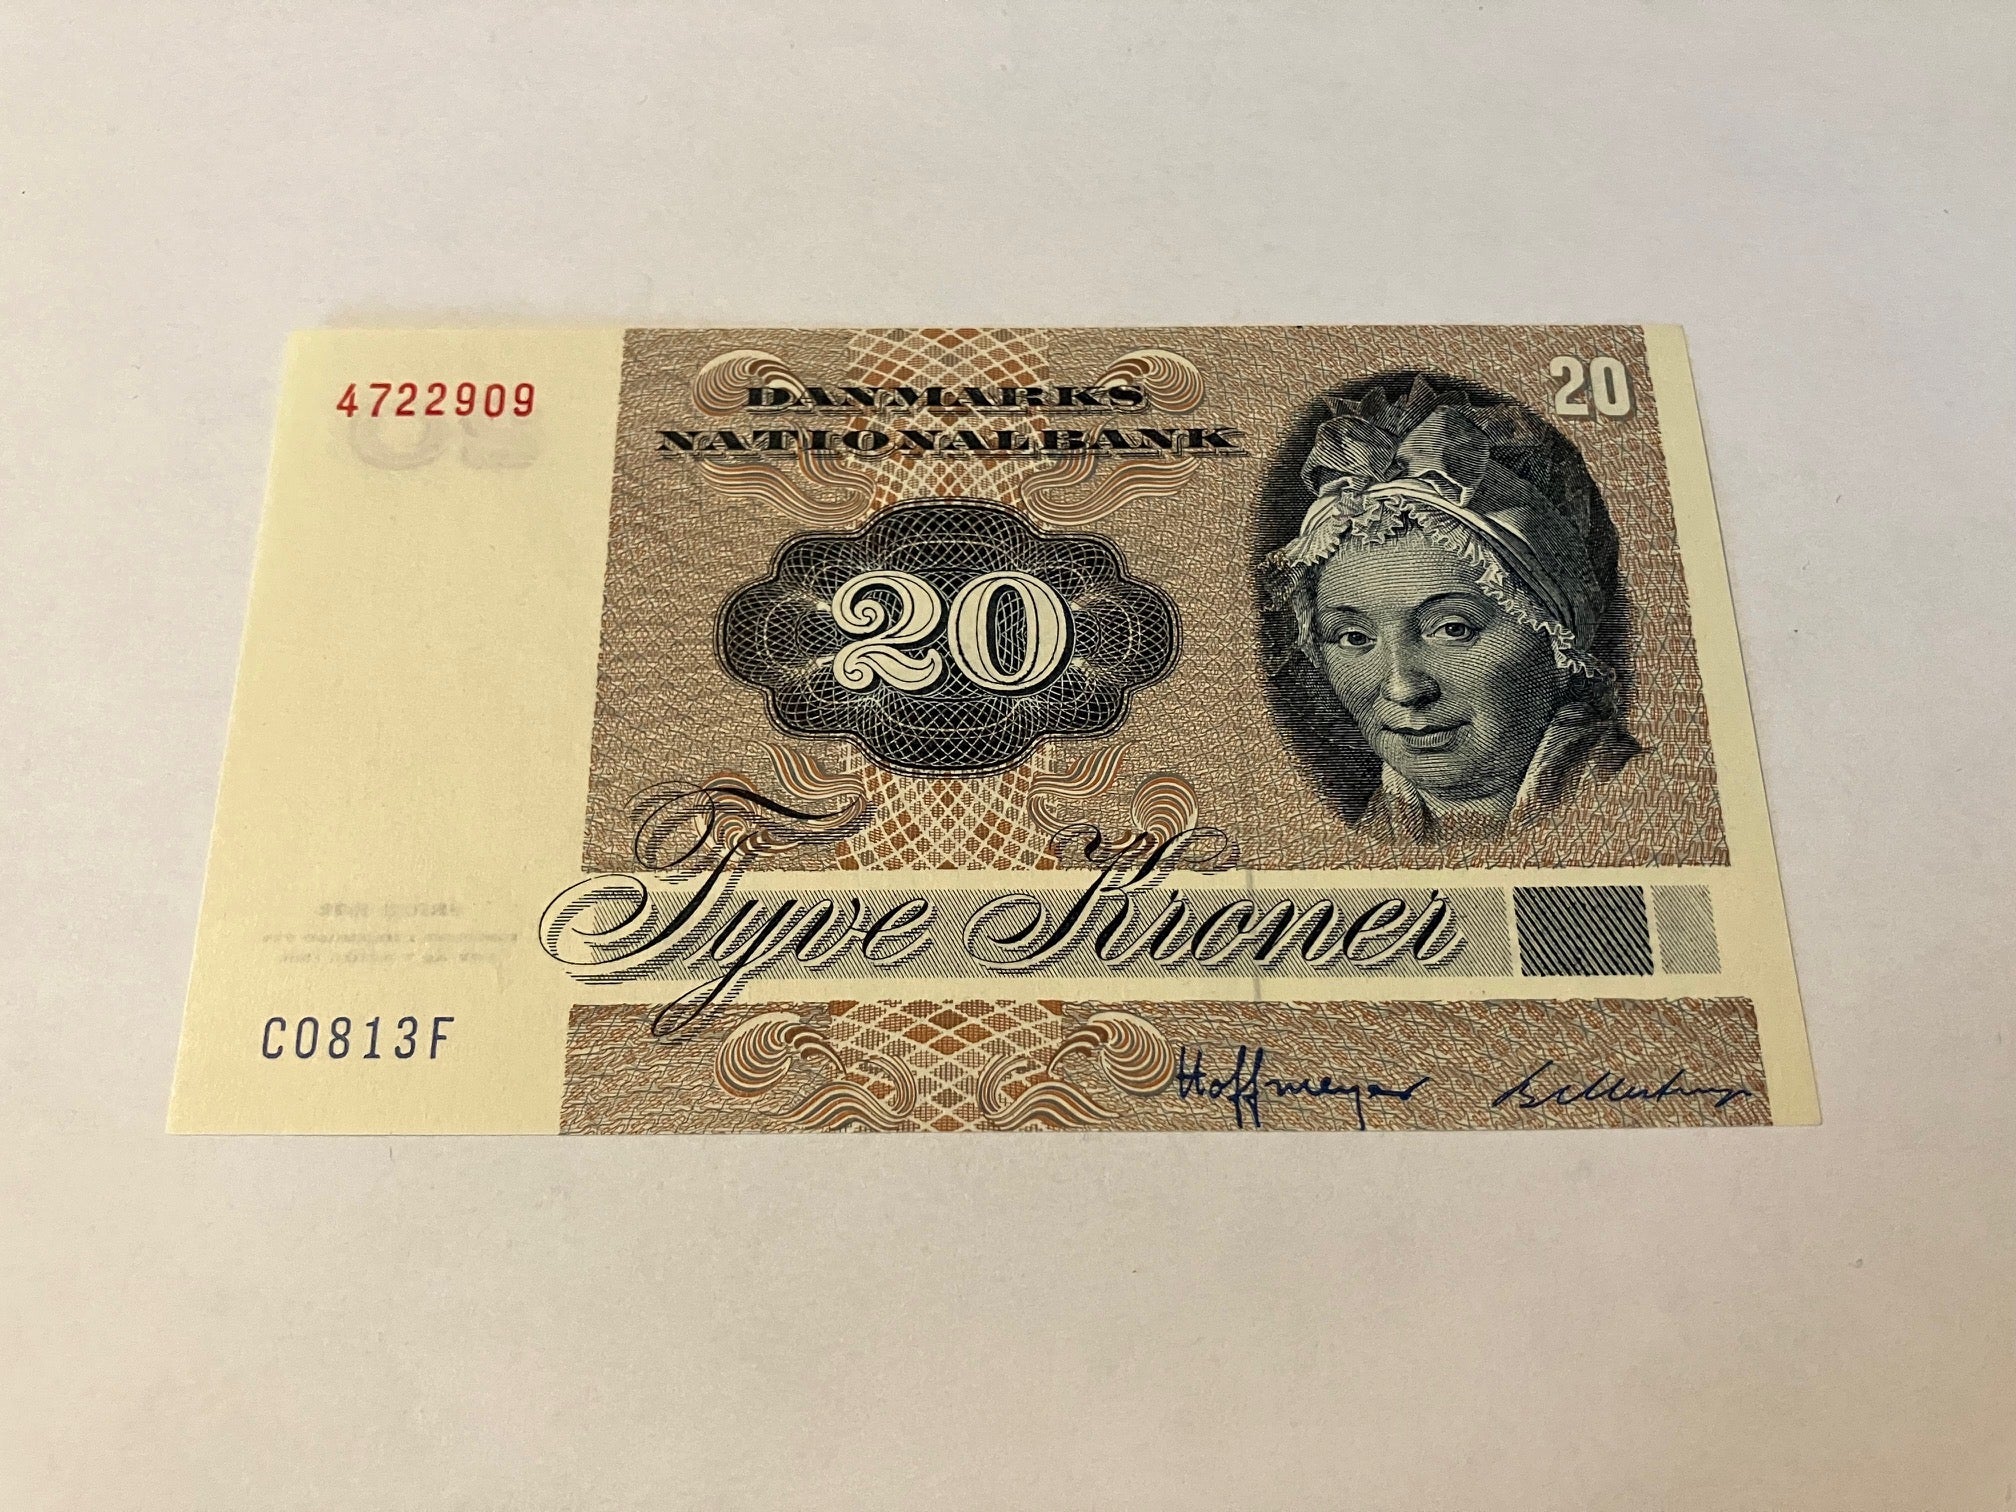 4722909
DANMARKS
NATIONALBANK
20
20
Tyve Kroner
C0813F
Hoffmeyer